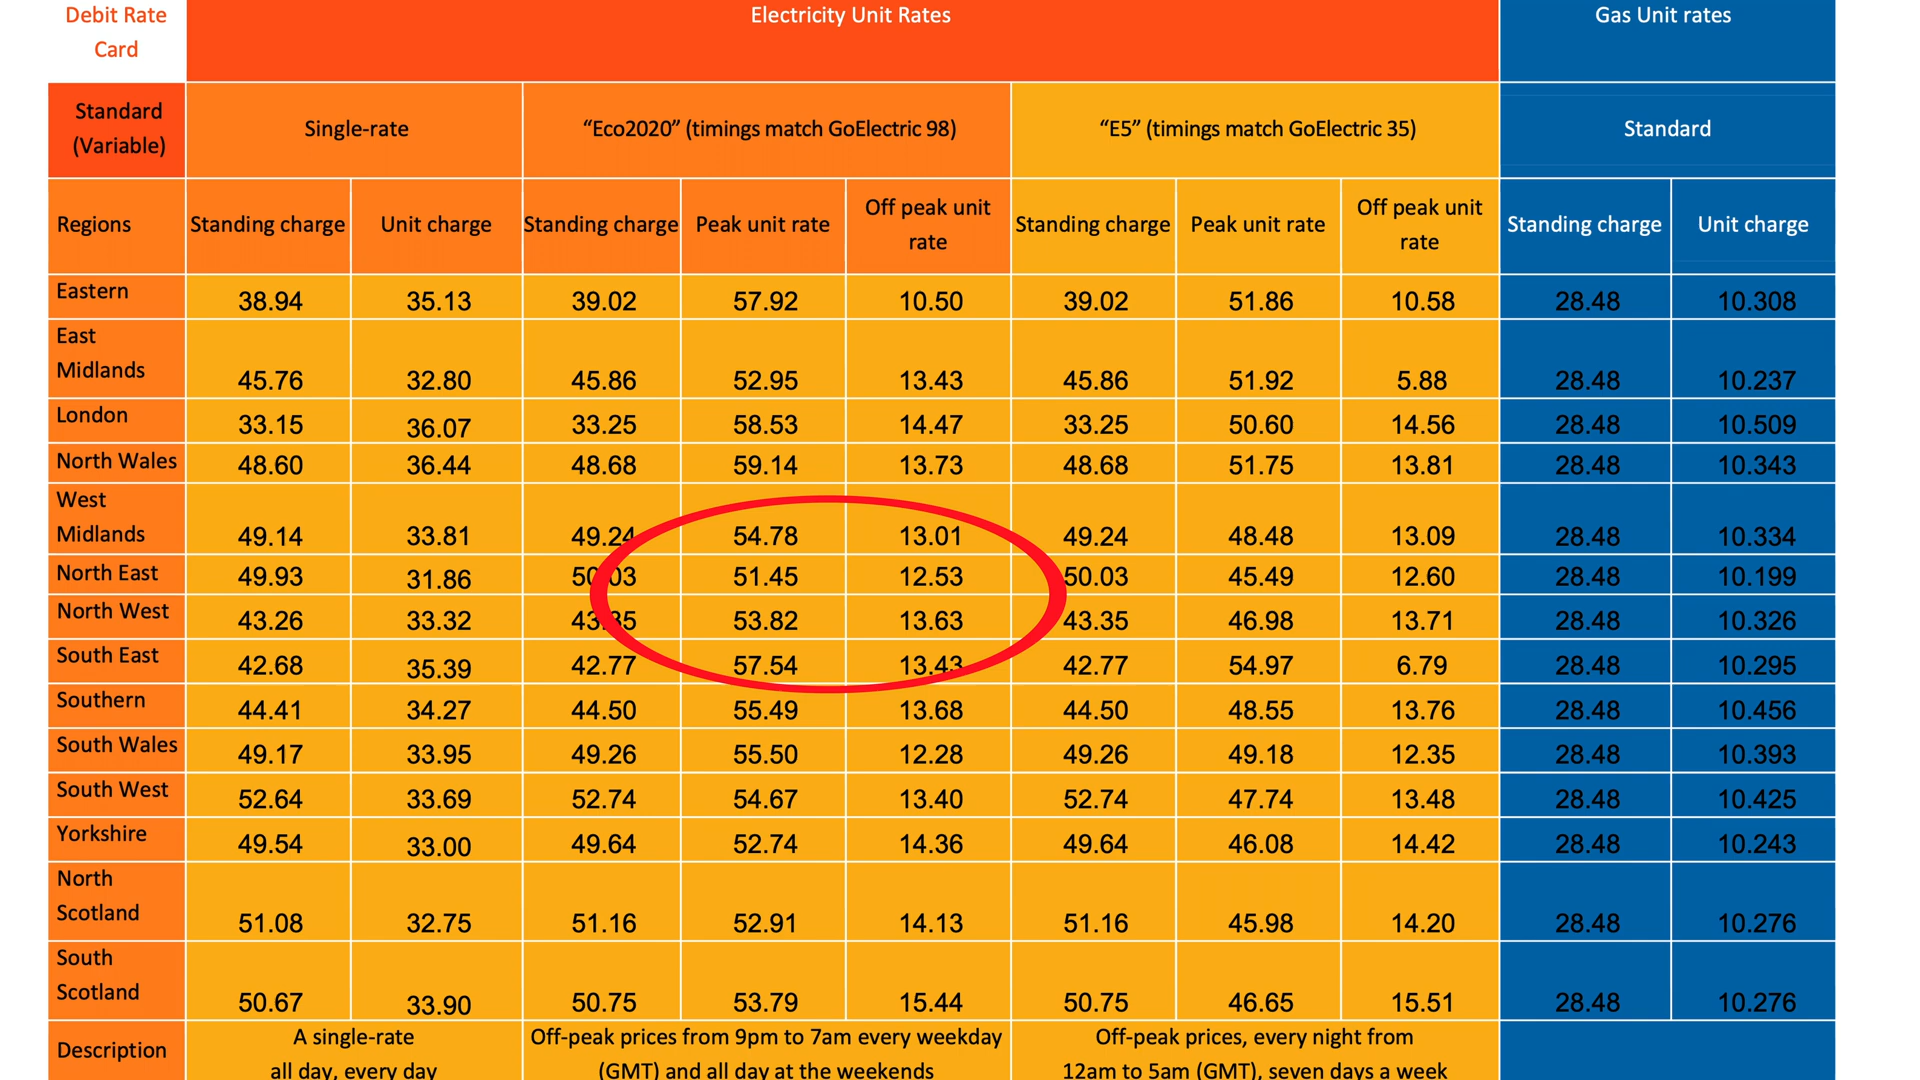 Debit Rate Card Electricity Unit Rates Gas Unit rates
Standard (Variable) Single-rate “Eco2020” (timings match GoElectric 98) “E5” (timings match GoElectric 35) Standard
Regions Standing charge Unit charge Standing charge Peak unit rate Off peak unit rate Standing charge Peak unit rate Off peak unit rate Standing charge Unit charge
Eastern 38.94 35.13 39.02 57.92 10.50 39.02 51.86 10.58 28.48 10.308
East Midlands 45.76 32.80 45.86 52.95 13.43 45.86 51.92 5.88 28.48 10.237
London 33.15 36.07 33.25 58.53 14.47 33.25 50.60 14.56 28.48 10.509
North Wales 48.60 36.44 48.68 59.14 13.73 48.68 51.75 13.81 28.48 10.343
West Midlands 49.14 33.81 49.24 54.78 13.01 49.24 48.48 13.09 28.48 10.334
North East 49.93 31.86 50.03 51.45 12.53 50.03 45.49 12.60 28.48 10.199
North West 43.26 33.32 43.35 53.82 13.63 43.35 46.98 13.71 28.48 10.326
South East 42.68 35.39 42.77 57.54 13.43 42.77 54.97 6.79 28.48 10.295
Southern 44.41 34.27 44.50 55.49 13.68 44.50 48.55 13.76 28.48 10.456
South Wales 49.17 33.95 49.26 55.50 12.28 49.26 49.18 12.35 28.48 10.393
South West 52.64 33.69 52.74 54.67 13.40 52.74 47.74 13.48 28.48 10.425
Yorkshire 49.54 33.00 49.64 52.74 14.36 49.64 46.08 14.42 28.48 10.243
North Scotland 51.08 32.75 51.16 52.91 14.13 51.16 45.98 14.20 28.48 10.276
South Scotland 50.67 33.90 50.75 53.79 15.44 50.75 46.65 15.51 28.48 10.276
Description A single-rate all day, every day Off-peak prices from 9pm to 7am every weekday (GMT) and all day at the weekends Off-peak prices, every night from 12am to 5am (GMT), seven days a week